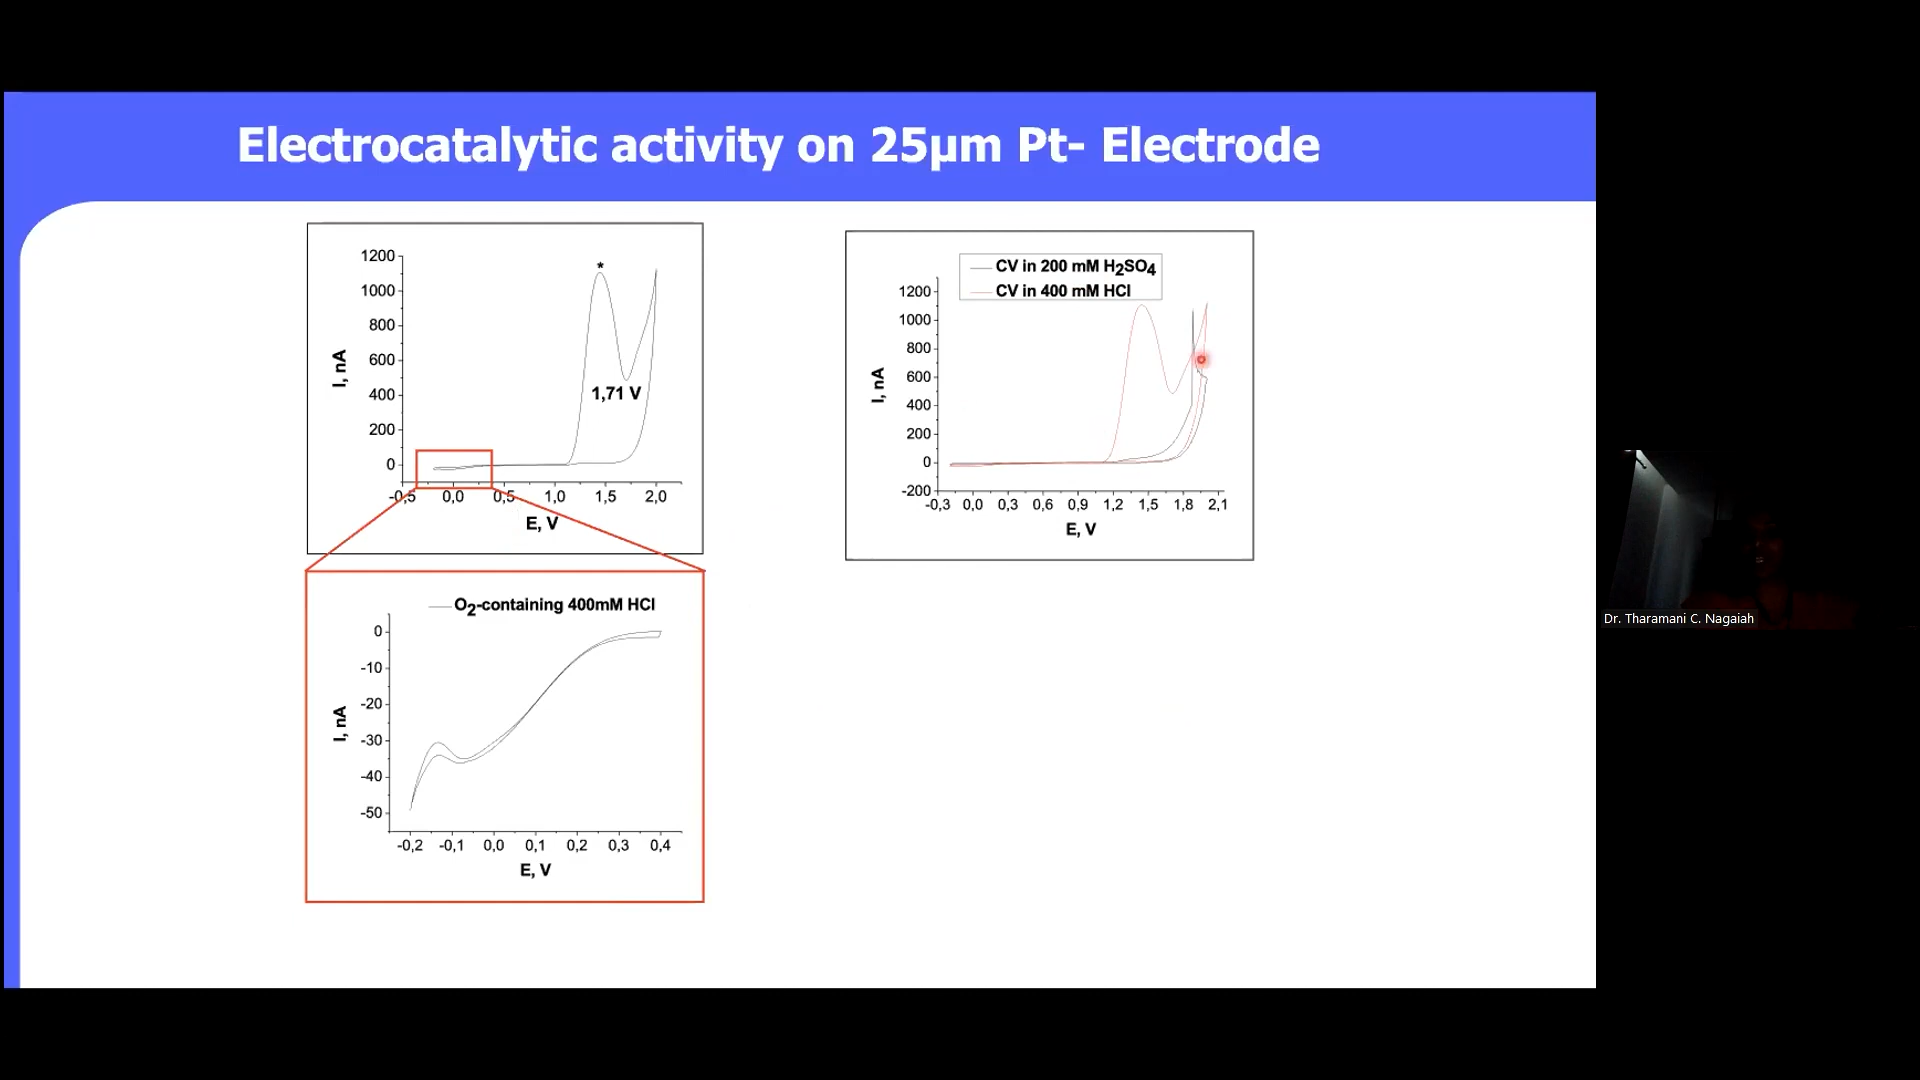 Electrocatalytic activity on 25µm Pt- Electrode
1200
1000
800
600
400
200
0
I, nA
*
1,71 V
-0,5 0,0 0,5 1,0 1,5 2,0
E, V
O2-containing 400mM HCl
0
-10
-20
-30
-40
-50
I, nA
-0,2 -0,1 0,0 0,1 0,2 0,3 0,4
E, V
CV in 200 mM H2SO4
CV in 400 mM HCl
1200
1000
800
600
400
200
0
-200
I, nA
-0,3 0,0 0,3 0,6 0,9 1,2 1,5 1,8 2,1
E, V
Dr. Tharamani C. Nagaiah